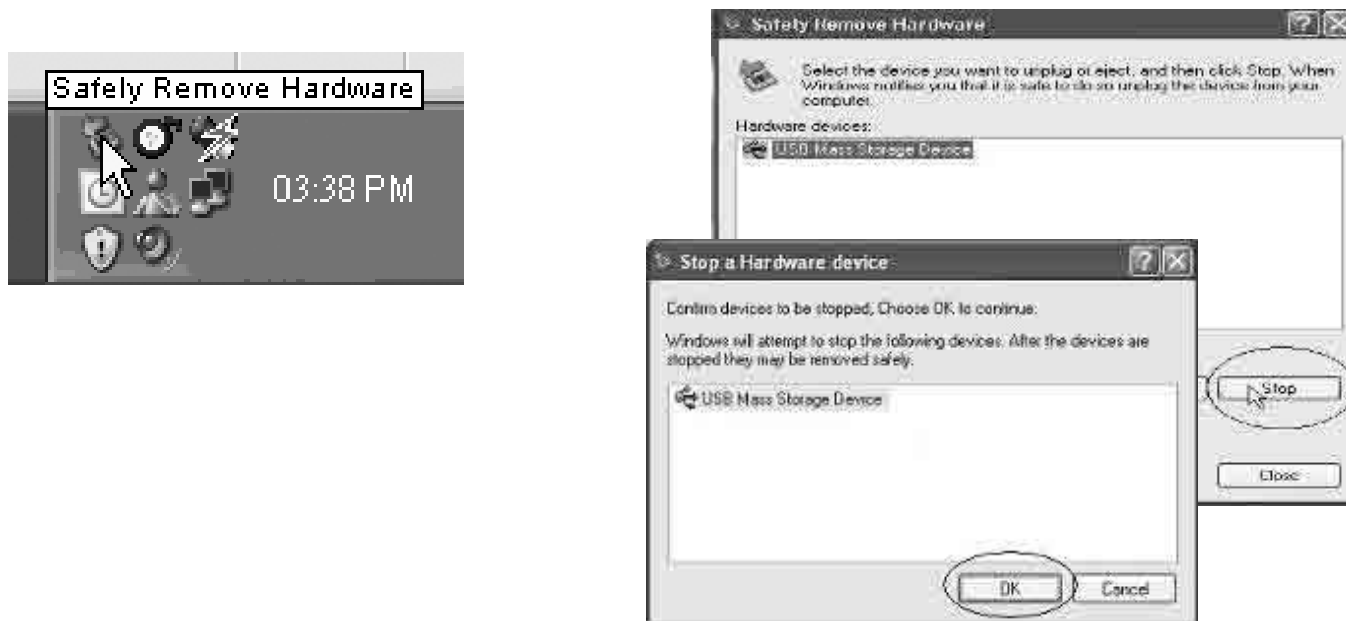 Safely Remove Hardware
03:38 PM
Safely Remove Hardware
Select the device you want to unplug or eject, and then click Stop. When
Windows notifies you that it is safe to do so unplug the device from your
computer.
Hardware devices:
USB Mass Storage Device
Stop
Close
Stop a Hardware device
Confirm devices to be stopped, Choose OK to continue.
Windows will attempt to stop the following devices. After the devices are
stopped they may be removed safely.
USB Mass Storage Device
OK
Cancel